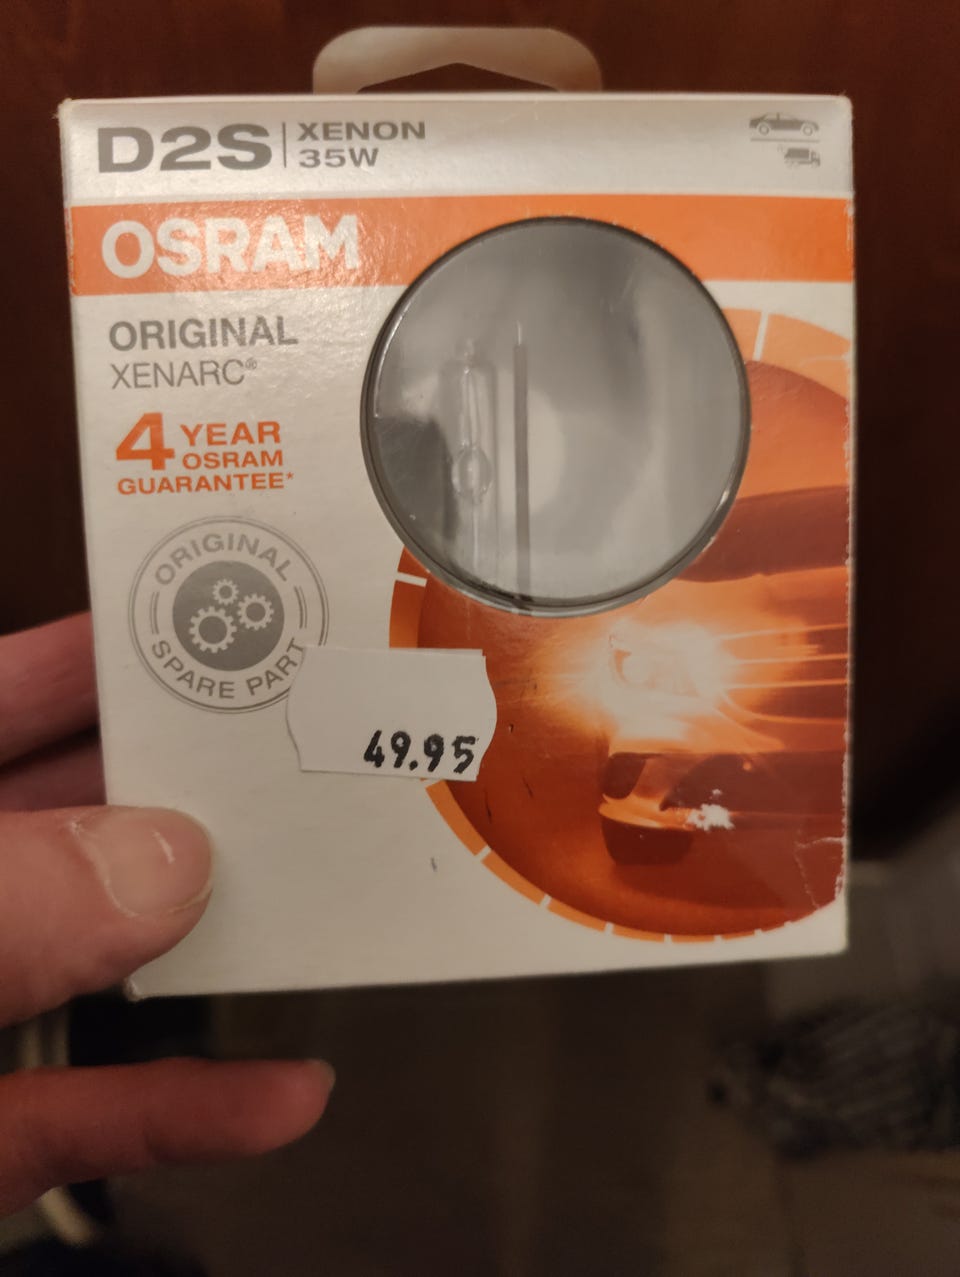 D2S
XENON
35W
OSRAM
ORIGINAL
XENARC®
4 YEAR
OSRAM
GUARANTEE*
ORIGINAL
SPARE PART
49.95